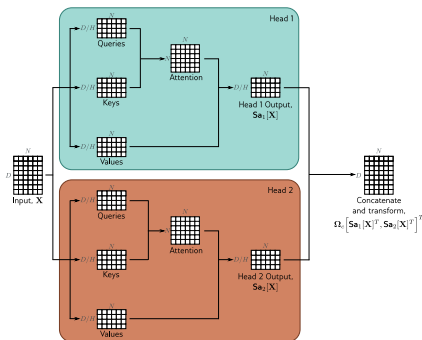 Head 1
N
D/H
Queries
N
N
Attention
D/H
Keys
N
D/H
Head 1 Output,
Sa₁[X]
D/H
Values
N
D
Input, X
N
D
Concatenate
and transform,
Ω_c[Sa₁[X]^T, Sa₂[X]^T]^T
Head 2
N
D/H
Queries
N
N
Attention
D/H
Keys
N
D/H
Head 2 Output,
Sa₂[X]
D/H
Values